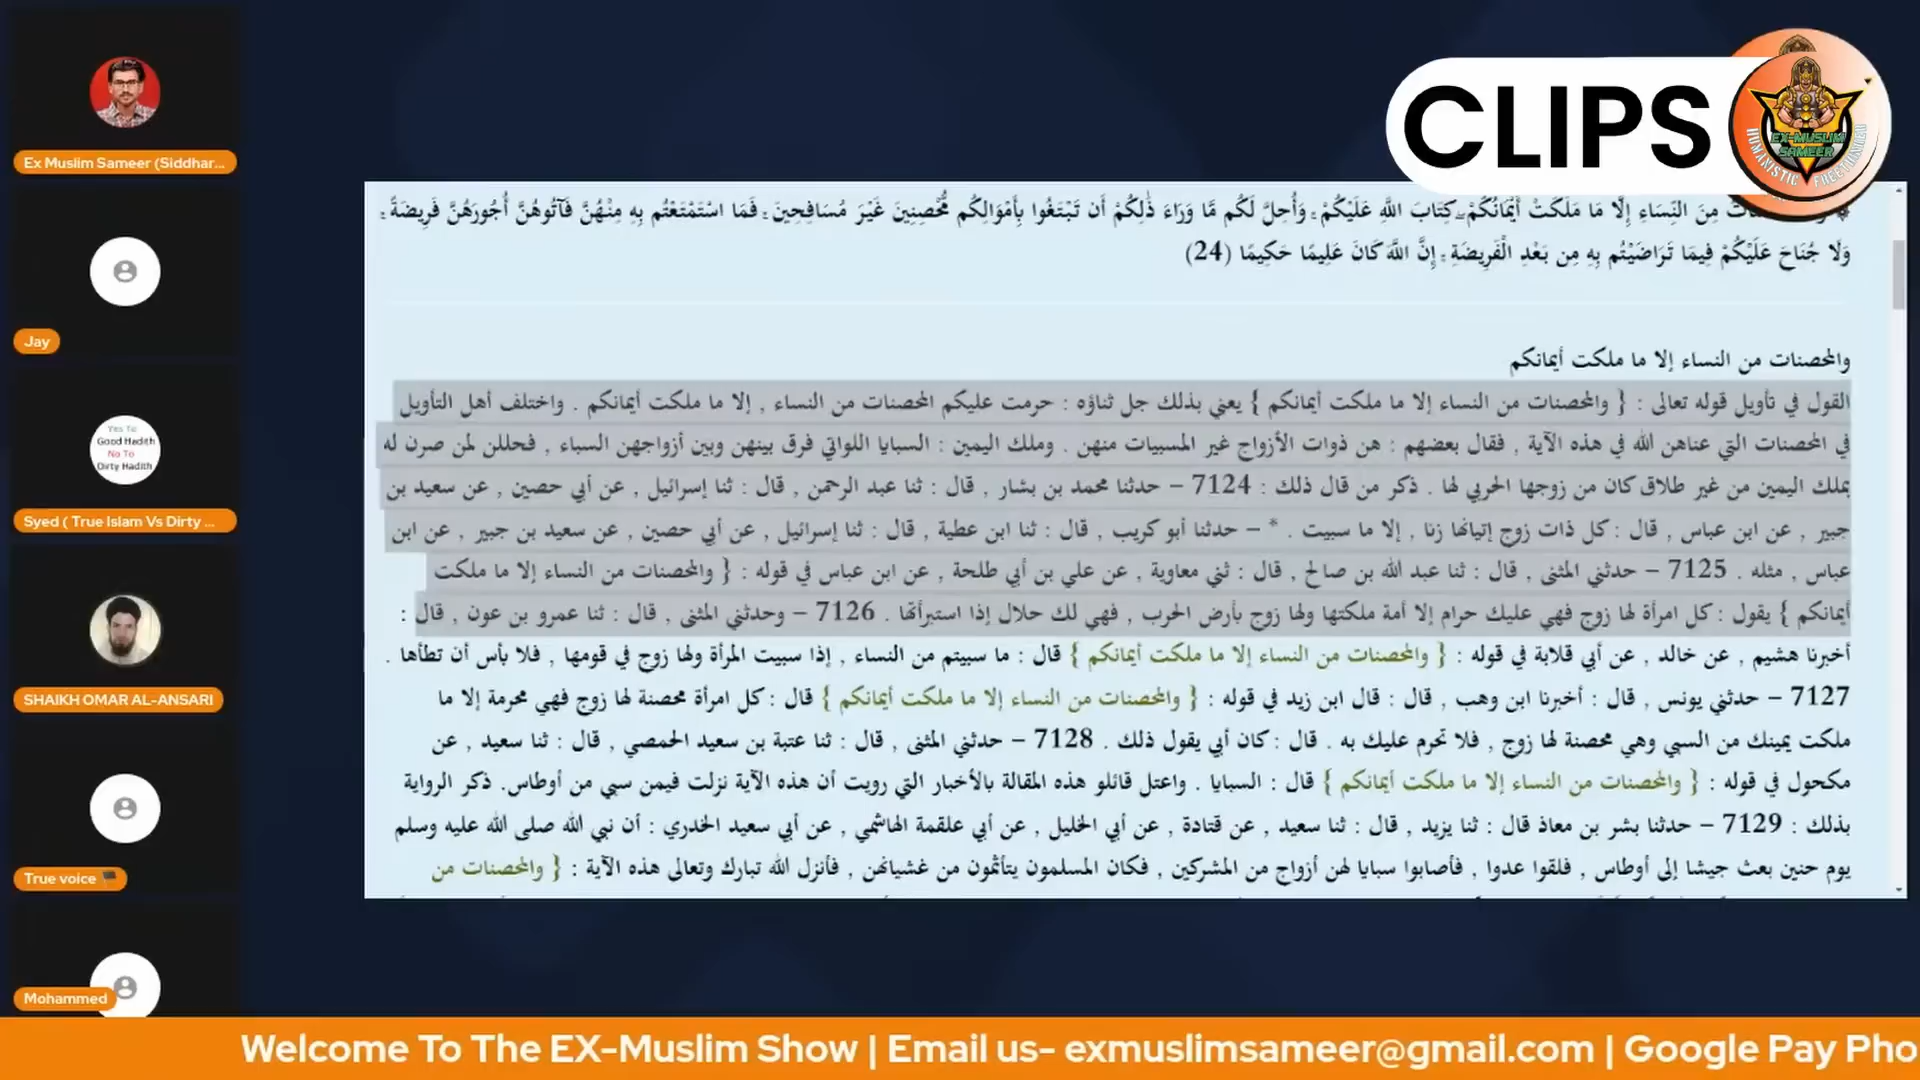 Ex Muslim Sameer (Siddhar...
Jay
Yes To
Good Hedith
No To
Dirty Hadith
Syed ( True Islam Vs Dirty ...
SHAIKH OMAR AL-ANSARI
True voice
Mohammed
CLIPS
EX-MUSLIM
SAMEER
HUMANISTIC FREETHINKER
مِنَ النِّسَاءِ إِلَّا مَا مَلَكَتْ أَيْمَانُكُمْ ۖ كِتَابَ اللَّهِ عَلَيْكُمْ ۚ وَأُحِلَّ لَكُم مَّا وَرَاءَ ذَٰلِكُمْ أَن تَبْتَغُوا بِأَمْوَالِكُم مُّحْصِنِينَ غَيْرَ مُسَافِحِينَ ۚ فَمَا اسْتَمْتَعْتُم بِهِ مِنْهُنَّ فَآتُوهُنَّ أُجُورَهُنَّ فَرِيضَةً ۚ
وَلَا جُنَاحَ عَلَيْكُمْ فِيمَا تَرَاضَيْتُم بِهِ مِن بَعْدِ الْفَرِيضَةِ ۚ إِنَّ اللَّهَ كَانَ عَلِيمًا حَكِيمًا (24)
والمحصنات من النساء إلا ما ملكت أيمانكم
القول في تأويل قوله تعالى : { والمحصنات من النساء إلا ما ملكت أيمانكم } يعني بذلك جل ثناؤه : حرمت عليكم المحصنات من النساء , إلا ما ملكت أيمانكم . واختلف أهل التأويل
في المحصنات التي عناهن الله في هذه الآية , فقال بعضهم : هن ذوات الأزواج غير المسبيات منهن . وملك اليمين : السبايا اللواتي فرق بينهن وبين أزواجهن السباء , فحللن لمن صرن له
بملك اليمين من غير طلاق كان من زوجها الحربي لها . ذكر من قال ذلك : 7124 - حدثنا محمد بن بشار , قال : ثنا عبد الرحمن , قال : ثنا إسرائيل , عن أبي حصين , عن سعيد بن
جبير , عن ابن عباس , قال : كل ذات زوج إتيانها زنا , إلا ما سبيت . * - حدثنا أبو كريب , قال : ثنا ابن عطية , قال : ثنا إسرائيل , عن أبي حصين , عن سعيد بن جبير , عن ابن
عباس , مثله . 7125 - حدثني المثنى , قال : ثنا عبد الله بن صالح , قال : ثني معاوية , عن علي بن أبي طلحة , عن ابن عباس في قوله : { والمحصنات من النساء إلا ما ملكت
أيمانكم } يقول : كل امرأة لها زوج فهي عليك حرام إلا أمة ملكتها ولها زوج بأرض الحرب , فهي لك حلال إذا استبرأتها . 7126 - وحدثني المثنى , قال : ثنا عمرو بن عون , قال :
أخبرنا هشيم , عن خالد , عن أبي قلابة في قوله : { والمحصنات من النساء إلا ما ملكت أيمانكم } قال : ما سبيتم من النساء , إذا سبيت المرأة ولها زوج في قومها , فلا بأس أن تطأها .
7127 - حدثني يونس , قال : أخبرنا ابن وهب , قال : قال ابن زيد في قوله : { والمحصنات من النساء إلا ما ملكت أيمانكم } قال : كل امرأة محصنة لها زوج فهي محرمة إلا ما
ملكت يمينك من السبي وهي محصنة لها زوج , فلا تحرم عليك به . قال : كان أبي يقول ذلك . 7128 - حدثني المثنى , قال : ثنا عتبة بن سعيد الحمصي , قال : ثنا سعيد , عن
مكحول في قوله : { والمحصنات من النساء إلا ما ملكت أيمانكم } قال : السبايا . واعتل قائلو هذه المقالة بالأخبار التي رويت أن هذه الآية نزلت فيمن سبي من أوطاس. ذكر الرواية
بذلك : 7129 - حدثنا بشر بن معاذ قال : ثنا يزيد , قال : ثنا سعيد , عن قتادة , عن أبي الخليل , عن أبي علقمة الهاشمي , عن أبي سعيد الخدري : أن نبي الله صلى الله عليه وسلم
يوم حنين بعث جيشا إلى أوطاس , فلقوا عدوا , فأصابوا سبايا لهن أزواج من المشركين , فكان المسلمون يتأثمون من غشيانهن , فأنزل الله تبارك وتعالى هذه الآية : { والمحصنات من
Welcome To The EX-Muslim Show | Email us- exmuslimsameer@gmail.com | Google Pay Pho